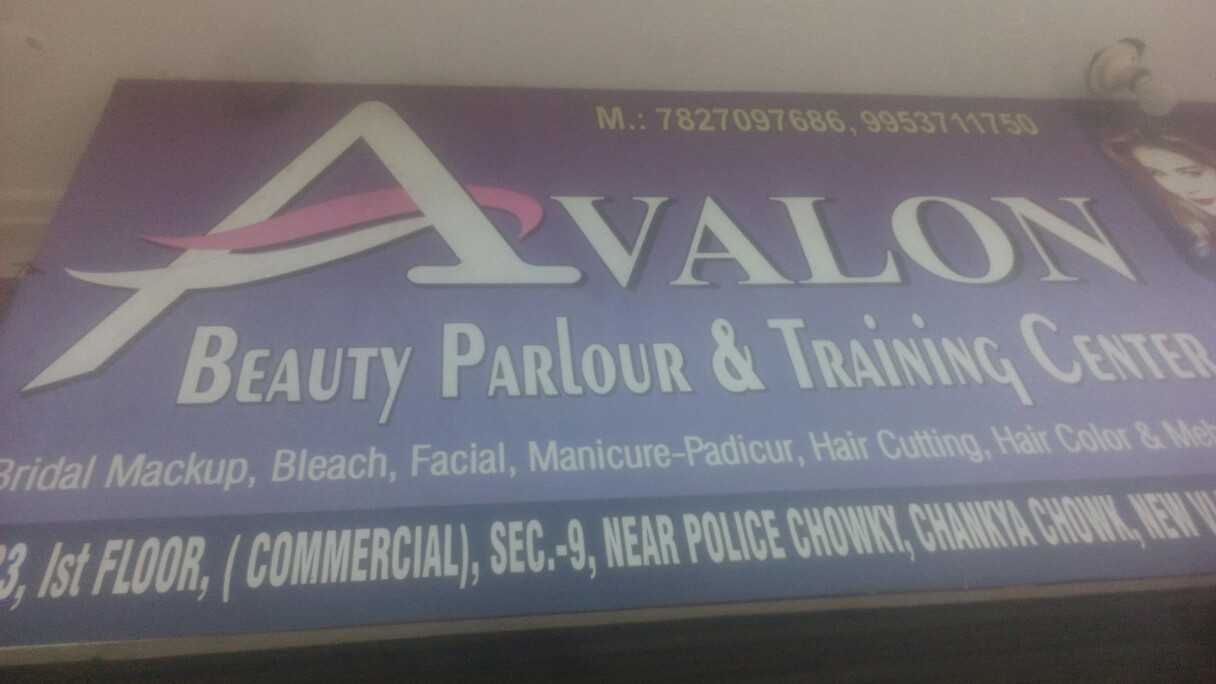 M.: 7827097686, 9953711750
AVALON
BEAUTY PARLOUR & TRAINING CENTER
Bridal Mackup, Bleach, Facial, Manicure-Padicur, Hair Cutting, Hair Color &
Ist FLOOR, ( COMMERCIAL), SEC.-9, NEAR POLICE CHOWKY, CHANKYA CHOWK, NEW